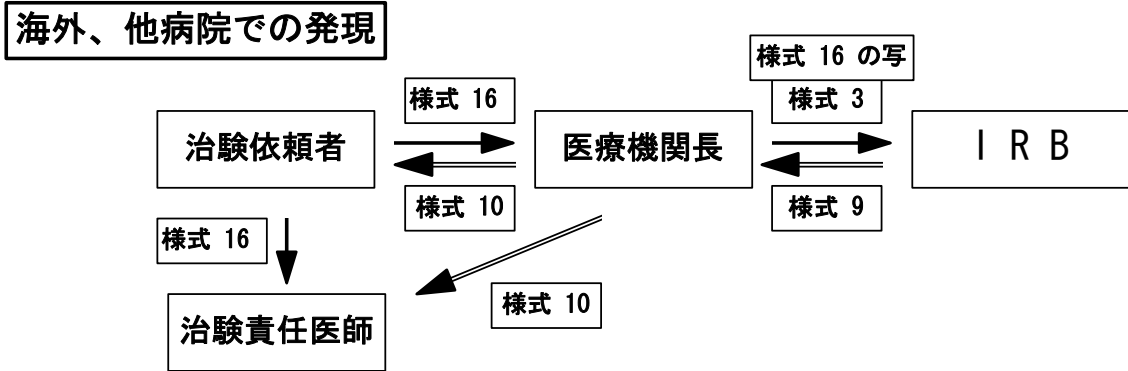 海外、他病院での発現
様式 16 の写
様式 16
様式 3
治験依頼者
医療機関長
ＩＲＢ
様式 10
様式 9
様式 16
様式 10
治験責任医師